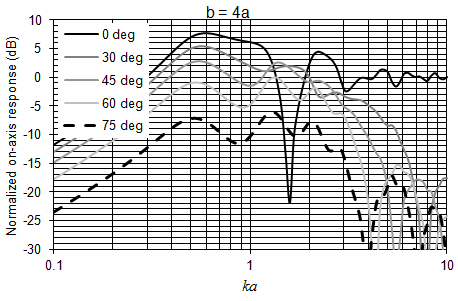 b = 4a
Normalized on-axis response (dB)
10
5
0
-5
-10
-15
-20
-25
-30
0 deg
30 deg
45 deg
60 deg
75 deg
0.1
1
10
ka